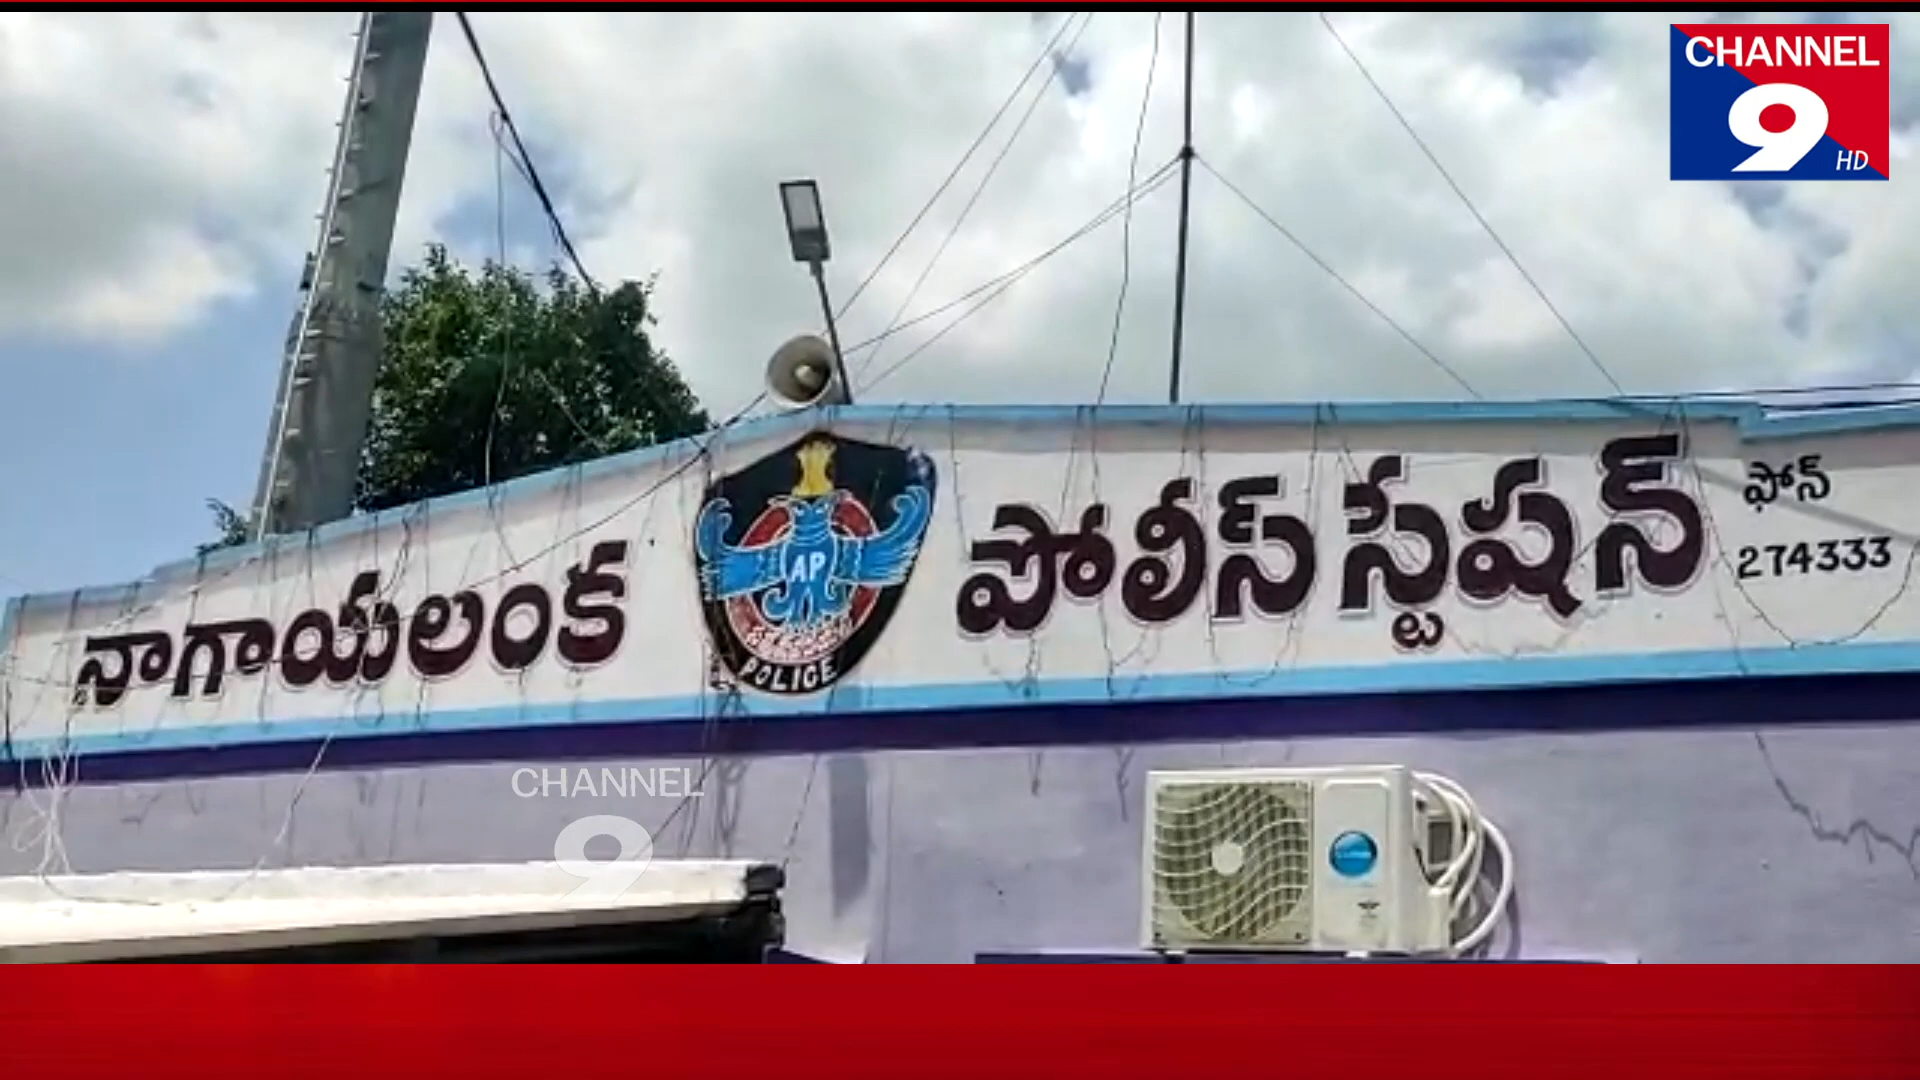 CHANNEL
9
HD
నాగాయలంక
AP
POLICE
పోలీస్ స్టేషన్
ఫోన్
274333
CHANNEL
9